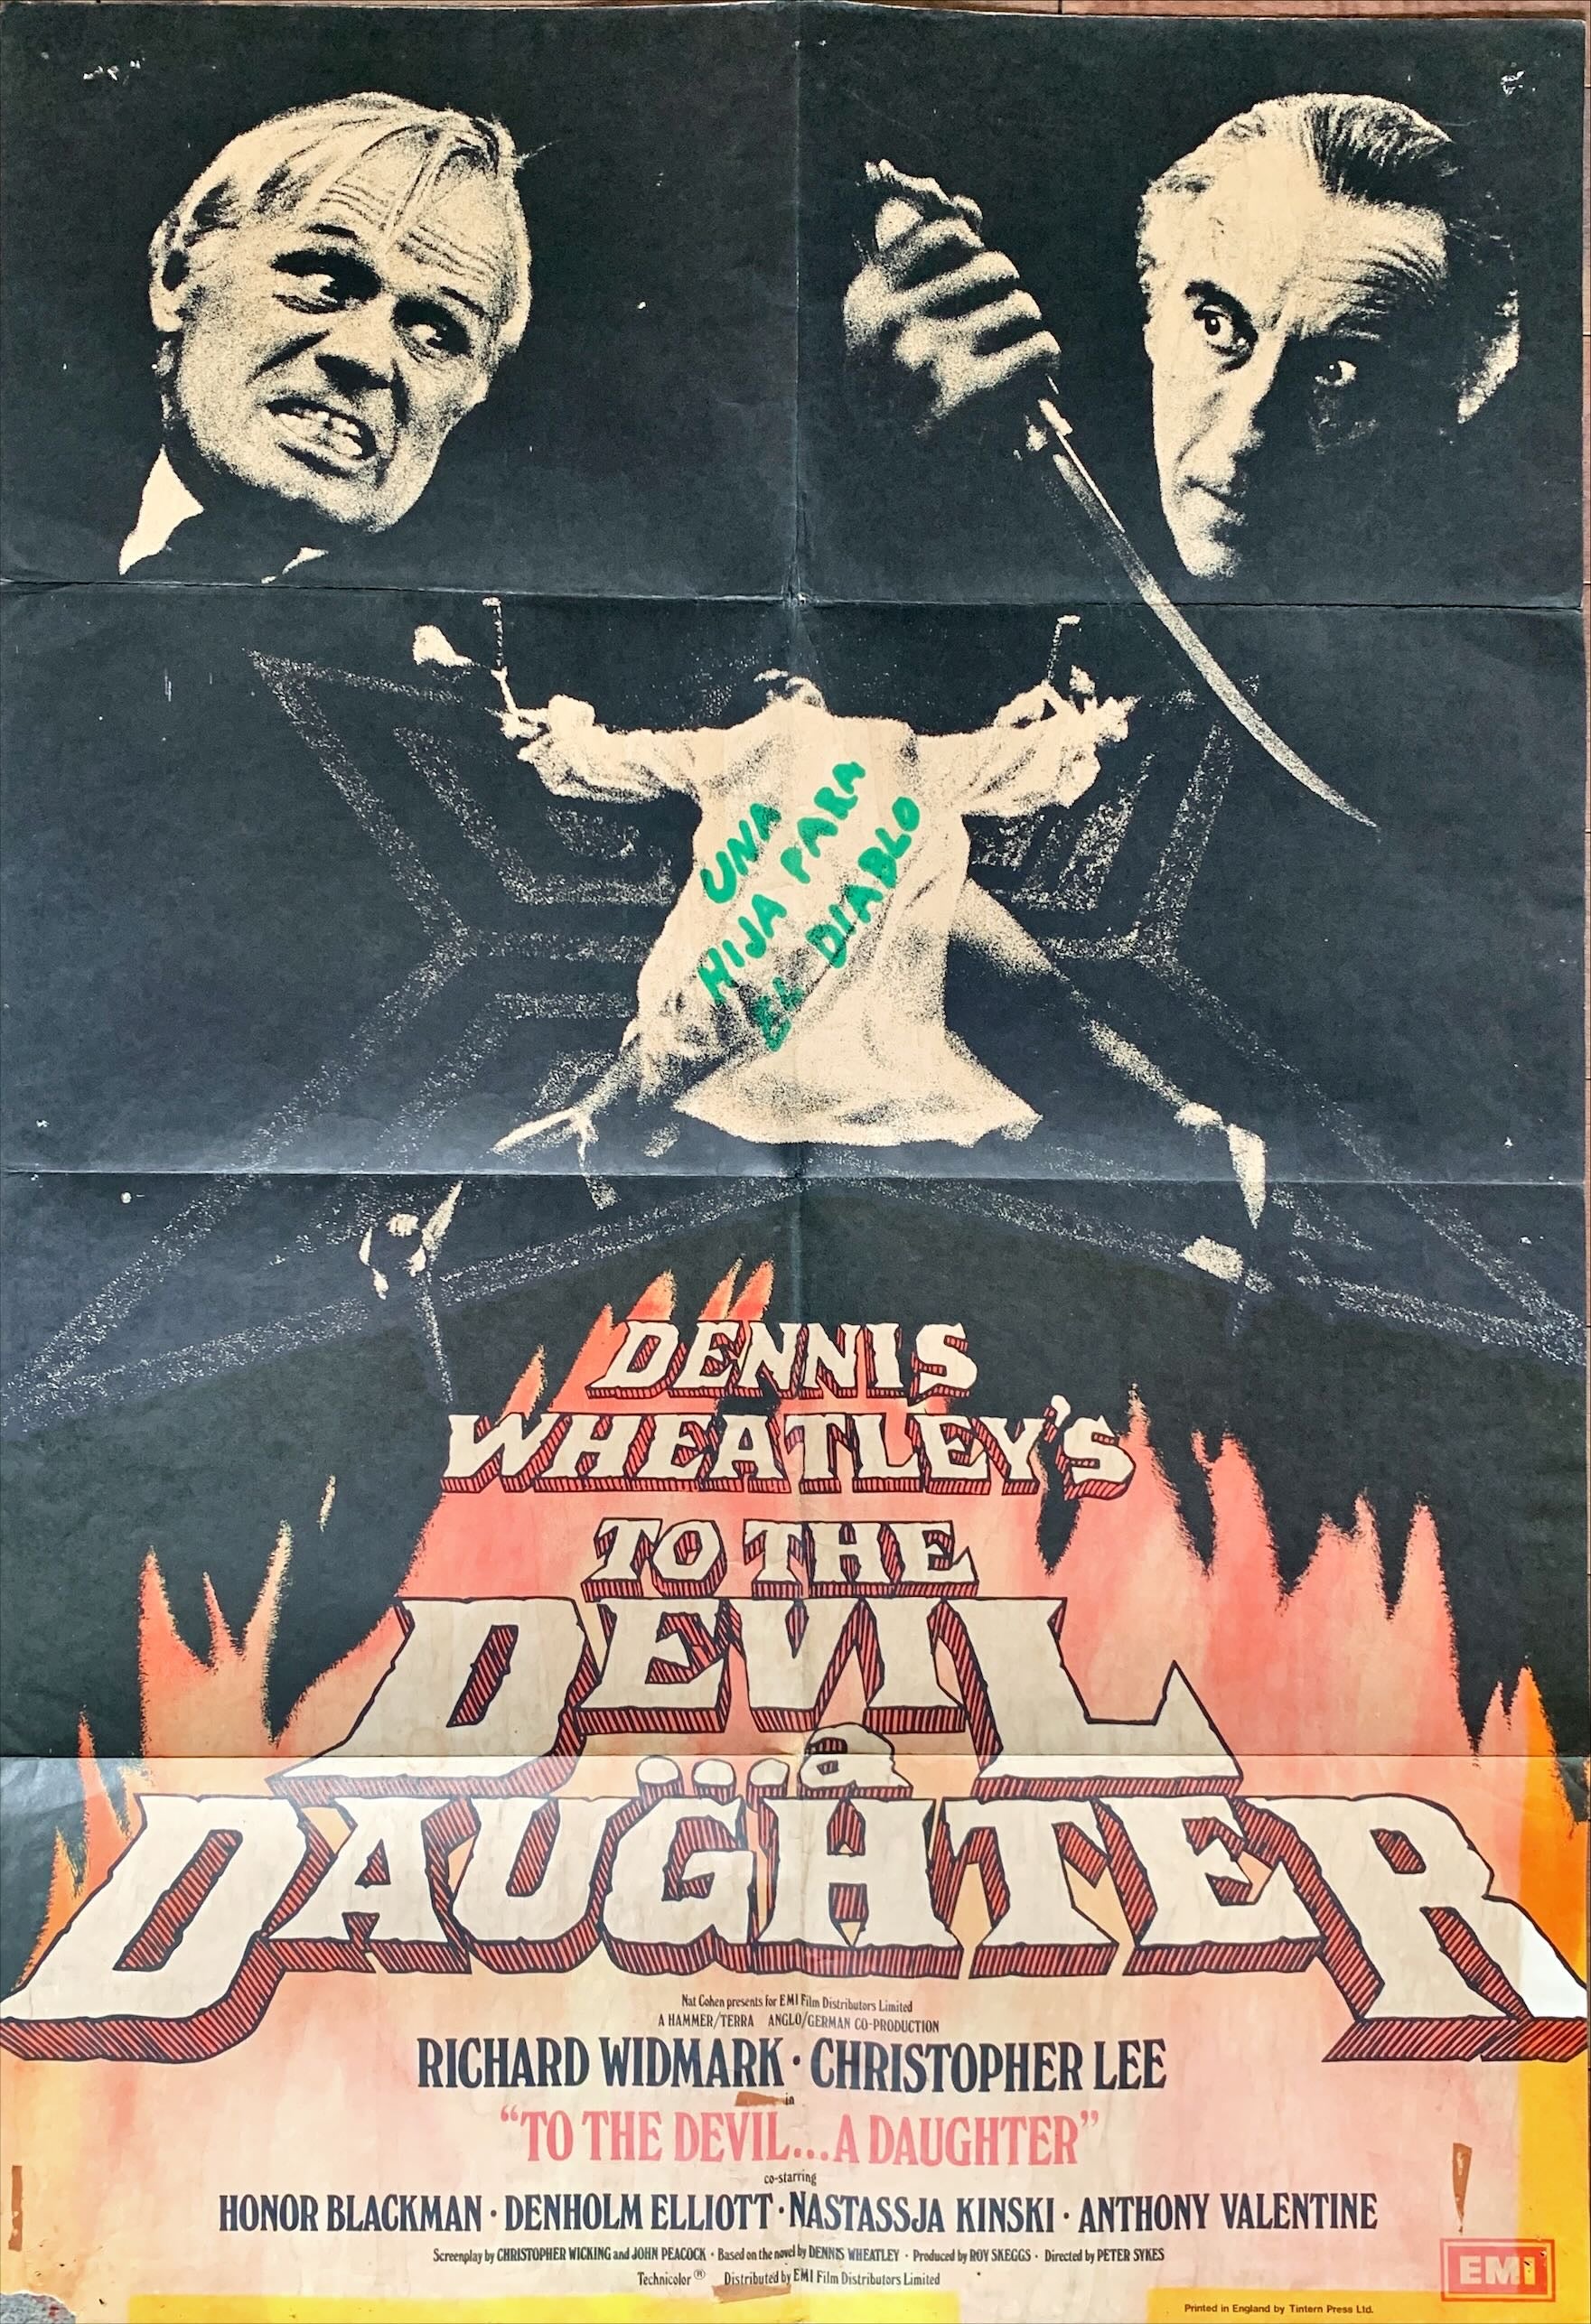 UNA
HIJA PARA
EL DIABLO
DENNIS
WHEATLEY'S
TO THE
DEVIL
...a
DAUGHTER
Nat Cohen presents for EMI Film Distributors Limited
A HAMMER/TERRA ANGLO/GERMAN CO-PRODUCTION
RICHARD WIDMARK · CHRISTOPHER LEE
in
"TO THE DEVIL...A DAUGHTER"
co-starring
HONOR BLACKMAN · DENHOLM ELLIOTT · NASTASSJA KINSKI · ANTHONY VALENTINE
Screenplay by CHRISTOPHER WICKING and JOHN PEACOCK · Based on the novel by DENNIS WHEATLEY · Produced by ROY SKEGGS · Directed by PETER SYKES
Technicolor ® Distributed by EMI Film Distributors Limited
EMI
Printed in England by Tintern Press Ltd.